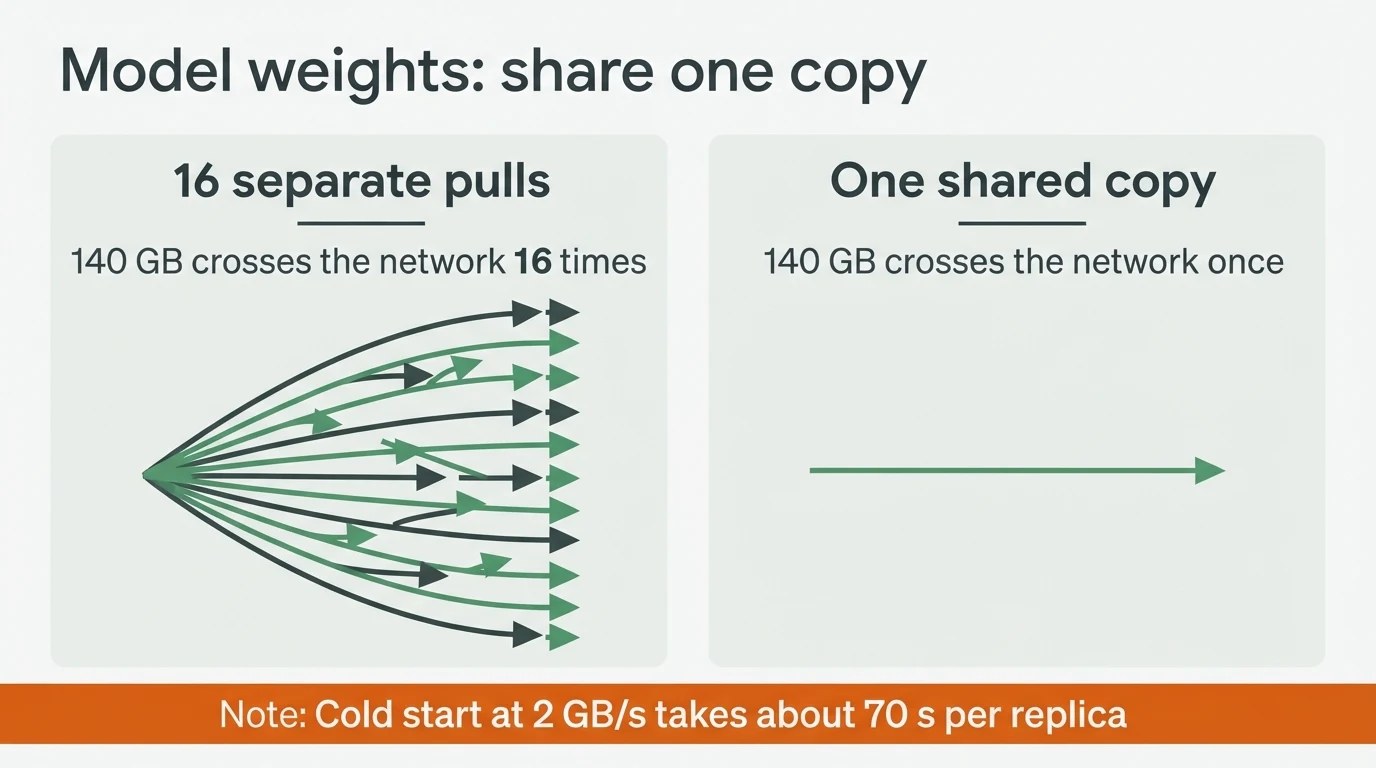 Model weights: share one copy
16 separate pulls
140 GB crosses the network 16 times
One shared copy
140 GB crosses the network once
Note: Cold start at 2 GB/s takes about 70 s per replica